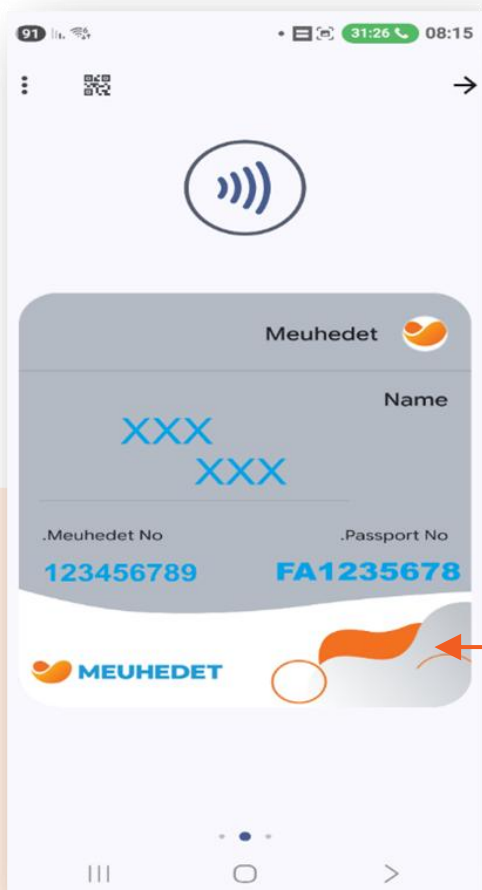 91 31:26 08:15
Meuhedet
Name
XXX
XXX
.Meuhedet No .Passport No
123456789 FA1235678
MEUHEDET